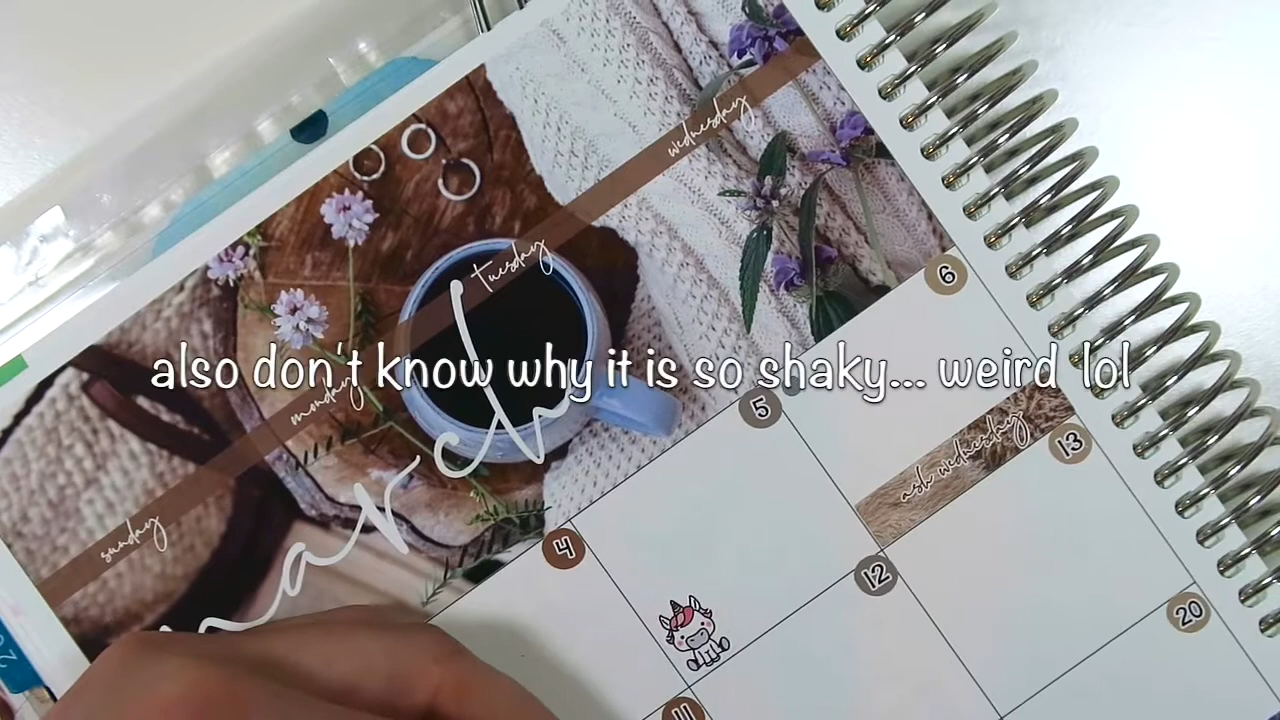 wednesday
tuesday
monday
sunday
march
also don't know why it is so shaky... weird lol
6
5
ash wednesday
13
4
12
20
11